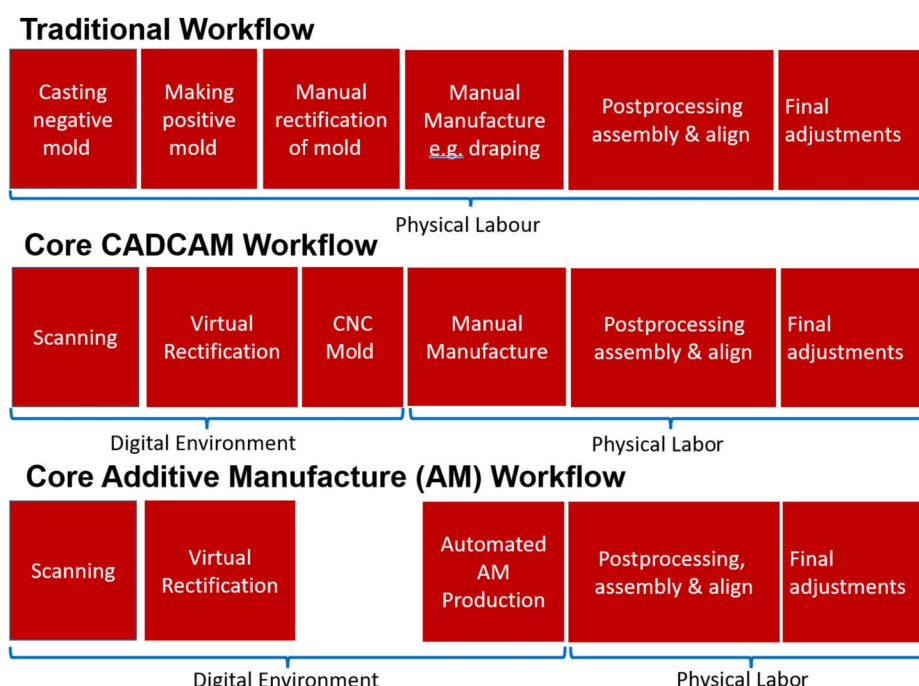 Traditional Workflow
Casting
negative
mold
Making
positive
mold
Manual
rectification
of mold
Manual
Manufacture
e.g. draping
Postprocessing
assembly & align
Final
adjustments
Physical Labour
Core CADCAM Workflow
Scanning
Virtual
Rectification
CNC
Mold
Manual
Manufacture
Postprocessing
assembly & align
Final
adjustments
Digital Environment
Physical Labor
Core Additive Manufacture (AM) Workflow
Scanning
Virtual
Rectification
Automated
AM
Production
Postprocessing,
assembly & align
Final
adjustments
Digital Environment
Physical Labor